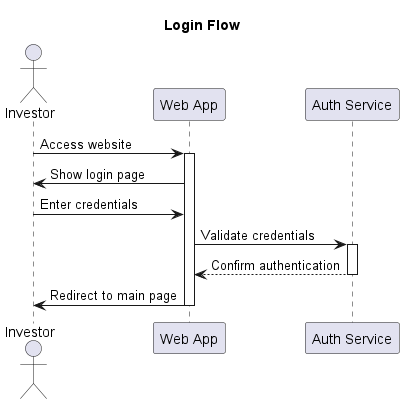 Login Flow
Investor
Web App
Auth Service
Access website
Show login page
Enter credentials
Validate credentials
Confirm authentication
Redirect to main page
Investor
Web App
Auth Service